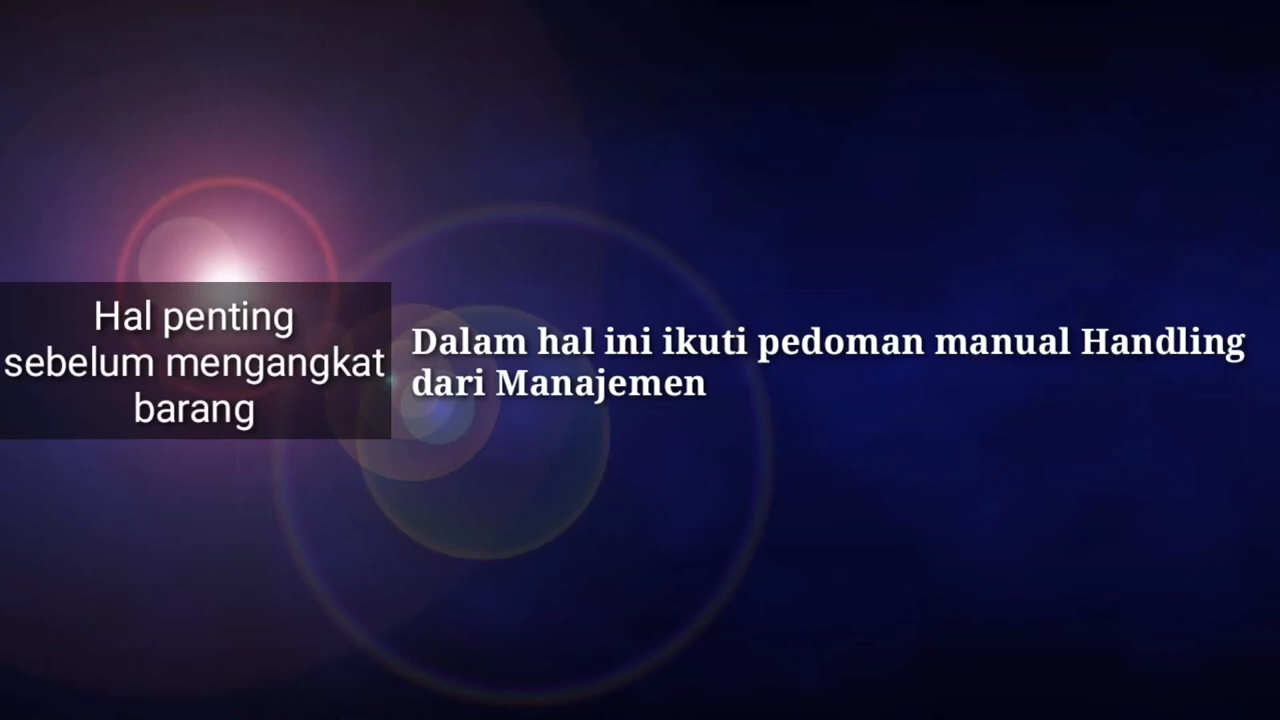 Hal penting
sebelum mengangkat
barang
Dalam hal ini ikuti pedoman manual Handling
dari Manajemen